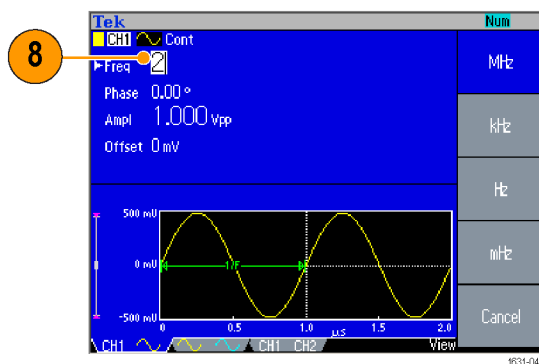 Tek
Num
CH1 Cont
8
Freq 2
MHz
Phase 0.00 °
Ampl 1.000 Vpp
kHz
Offset 0 mV
Hz
500 mV
0 mV
1/F
mHz
-500 mV
0 0.5 1.0 µs 1.5 2.0
Cancel
CH1 CH1 CH2 View
1631-04